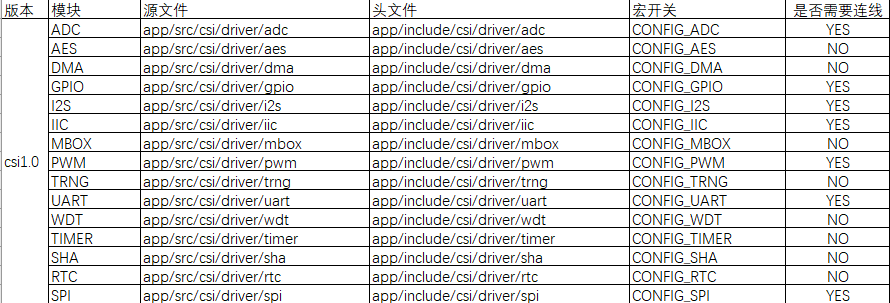 版本 模块 源文件 头文件 宏开关 是否需要连线
ADC app/src/csi/driver/adc app/include/csi/driver/adc CONFIG_ADC YES
AES app/src/csi/driver/aes app/include/csi/driver/aes CONFIG_AES NO
DMA app/src/csi/driver/dma app/include/csi/driver/dma CONFIG_DMA NO
GPIO app/src/csi/driver/gpio app/include/csi/driver/gpio CONFIG_GPIO YES
I2S app/src/csi/driver/i2s app/include/csi/driver/i2s CONFIG_I2S YES
IIC app/src/csi/driver/iic app/include/csi/driver/iic CONFIG_IIC YES
MBOX app/src/csi/driver/mbox app/include/csi/driver/mbox CONFIG_MBOX NO
csi1.0 PWM app/src/csi/driver/pwm app/include/csi/driver/pwm CONFIG_PWM YES
TRNG app/src/csi/driver/trng app/include/csi/driver/trng CONFIG_TRNG NO
UART app/src/csi/driver/uart app/include/csi/driver/uart CONFIG_UART YES
WDT app/src/csi/driver/wdt app/include/csi/driver/wdt CONFIG_WDT NO
TIMER app/src/csi/driver/timer app/include/csi/driver/timer CONFIG_TIMER NO
SHA app/src/csi/driver/sha app/include/csi/driver/sha CONFIG_SHA NO
RTC app/src/csi/driver/rtc app/include/csi/driver/rtc CONFIG_RTC NO
SPI app/src/csi/driver/spi app/include/csi/driver/spi CONFIG_SPI YES